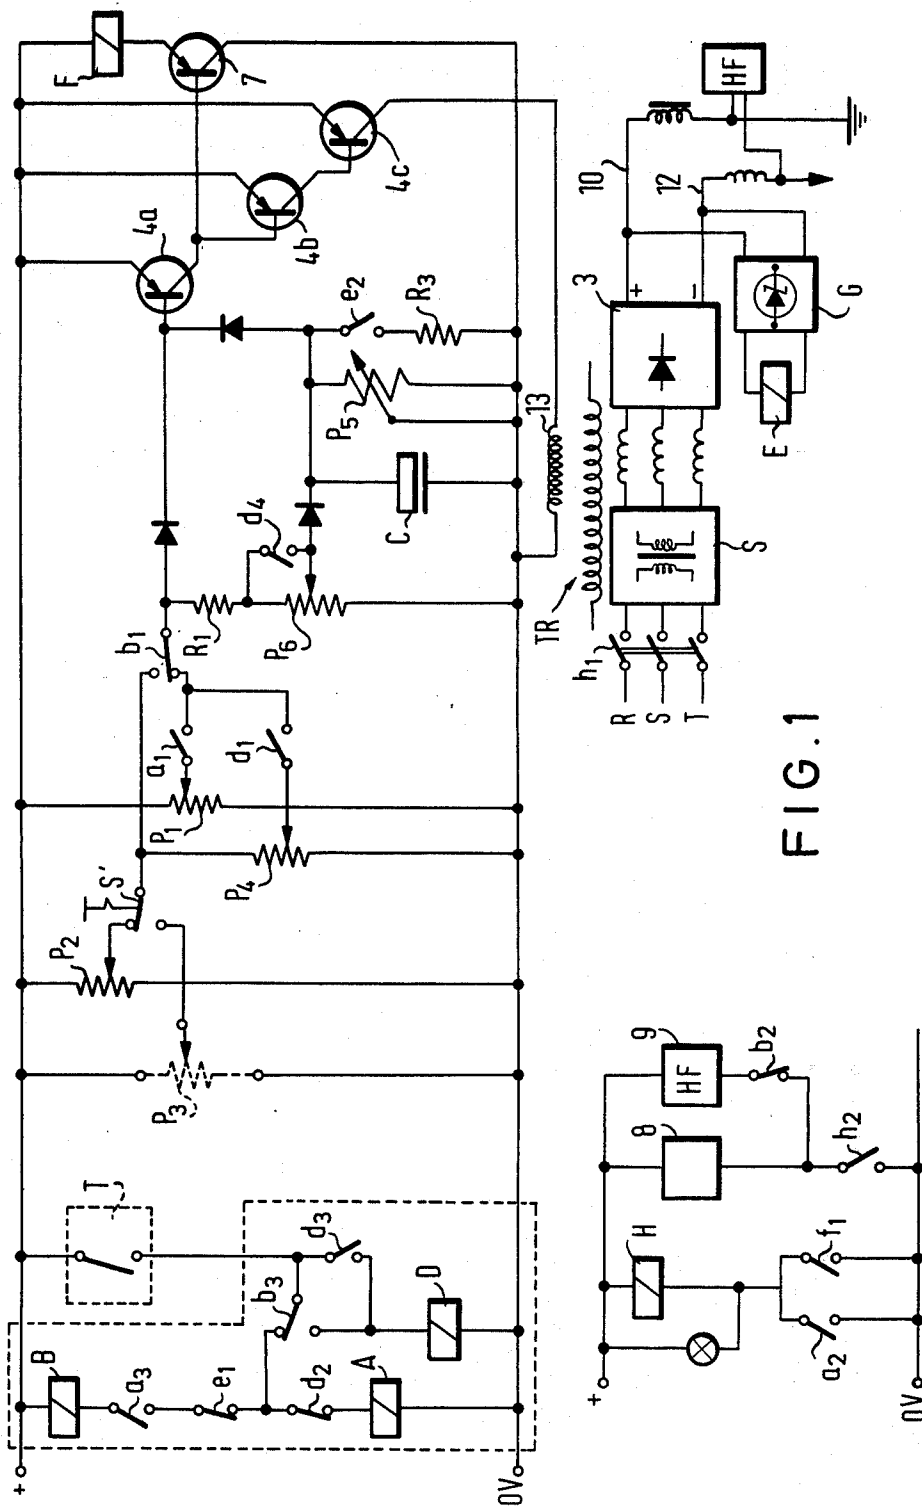 +
B
a3
e1
d2
A
T
b3
d3
D
0V
P3
P2
S'
P1
P4
a1
d1
b1
R1
P6
d4
C
P5
e2
R3
4a
4b
4c
F
7
13
+
H
a2
f1
8
9
HF
b2
h2
0V
R
S
T
h1
TR
S
3
+
−
10
12
E
G
HF
FIG. 1